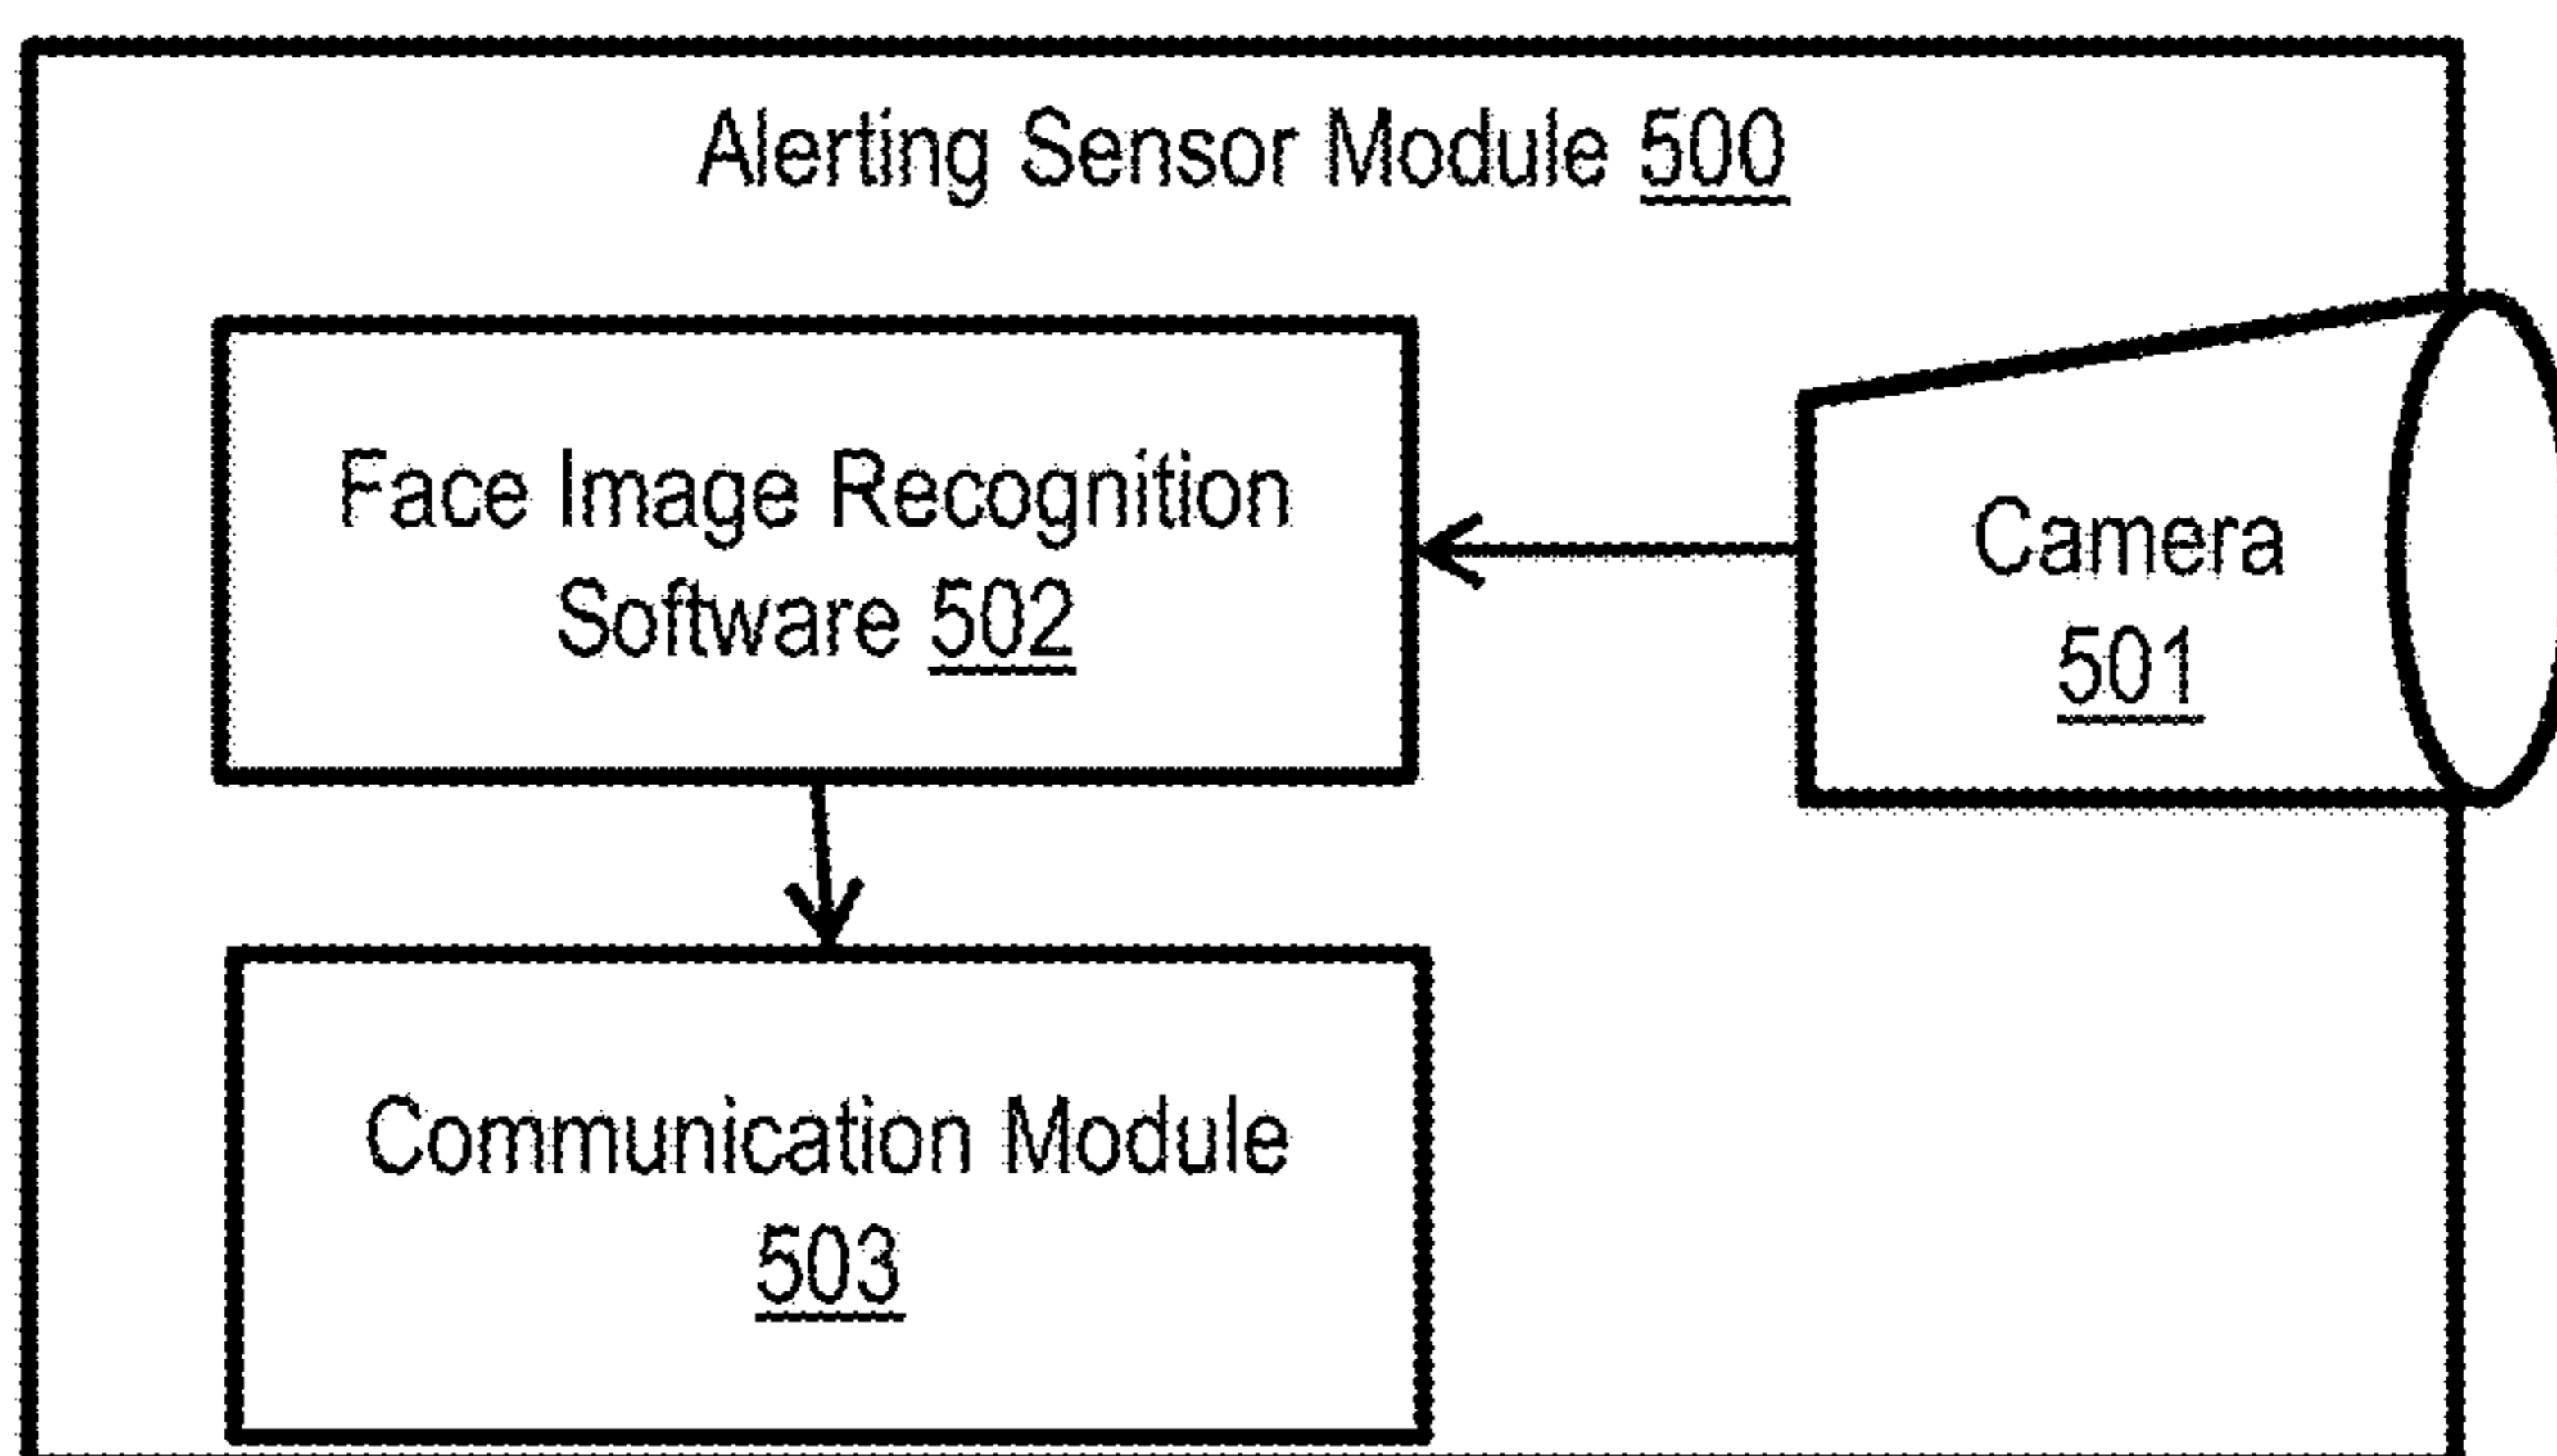 Alerting Sensor Module 500
Face Image Recognition
Software 502
Camera
501
Communication Module
503